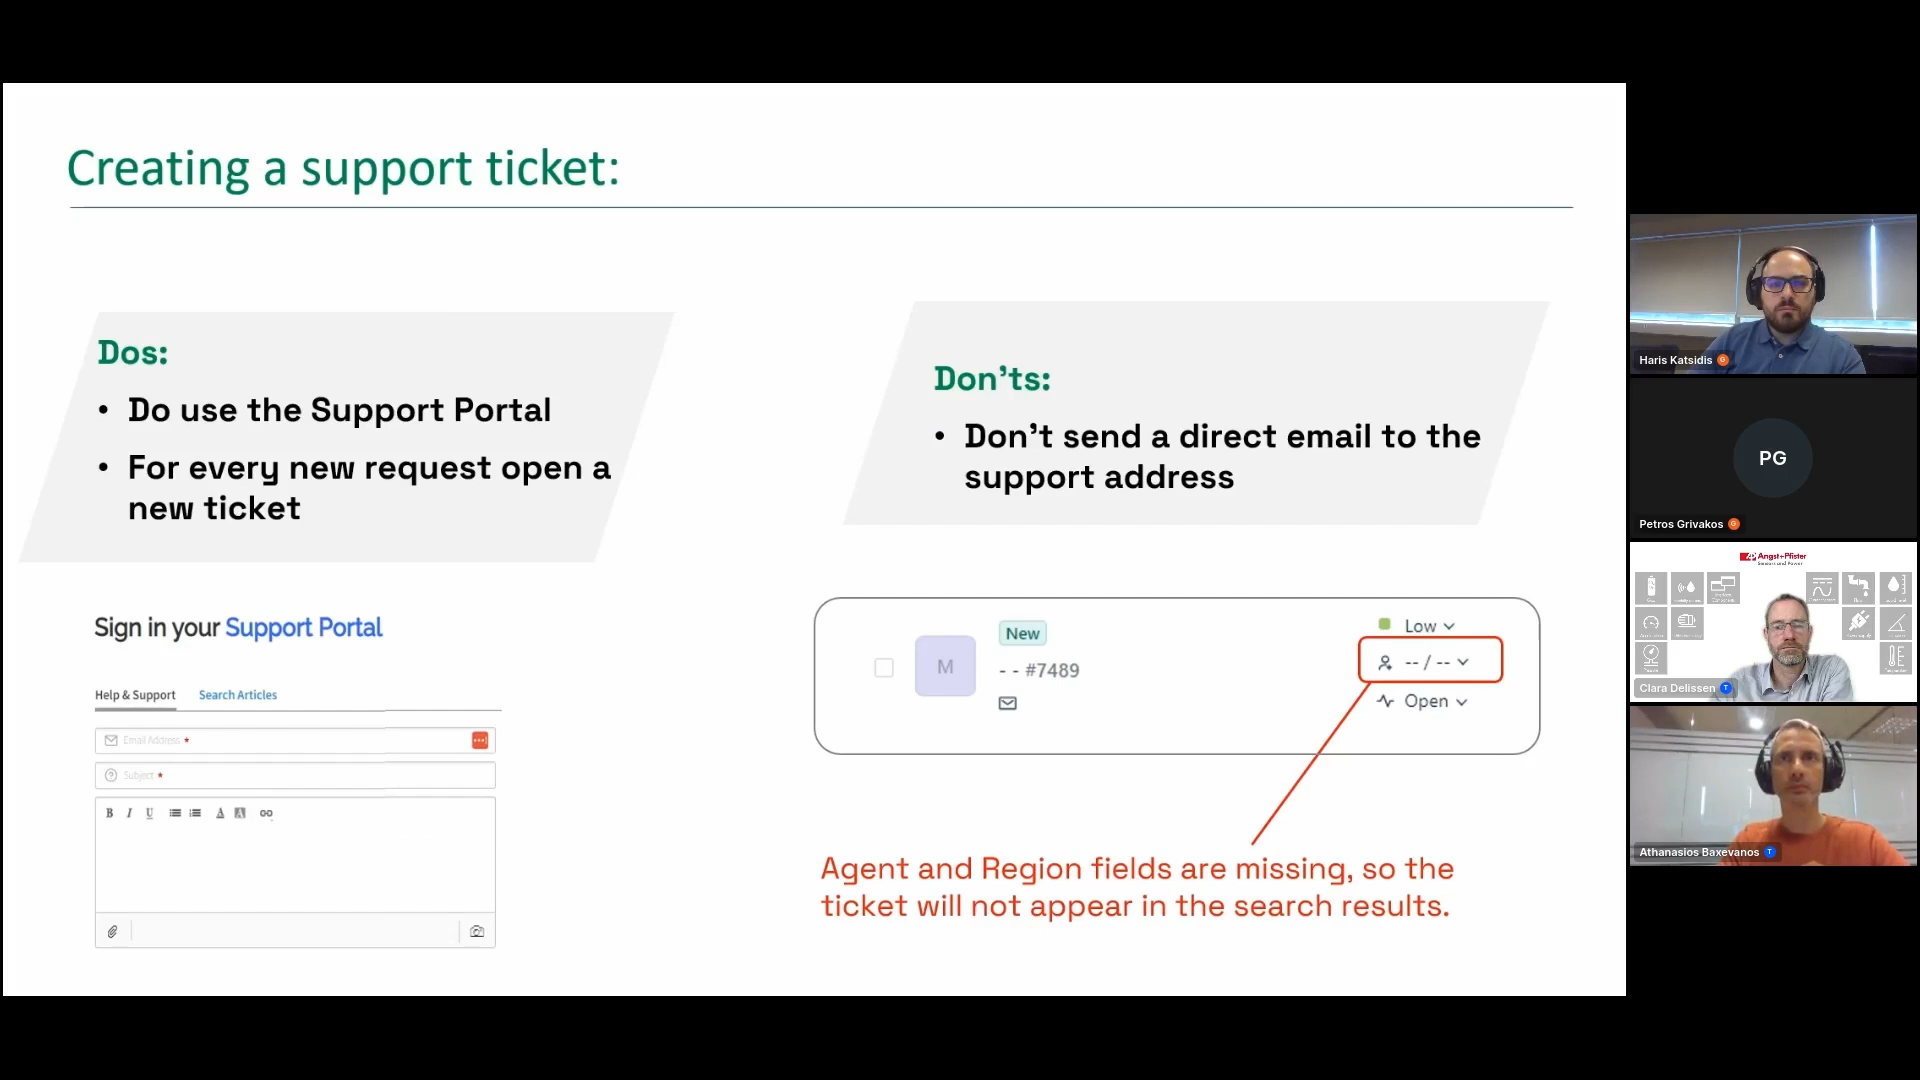 Creating a support ticket:
Dos:
• Do use the Support Portal
• For every new request open a
new ticket
Don't's:
• Don't send a direct email to the
support address
Sign in your Support Portal
Help & Support Search Articles
Email Address *
Subject *
B I U A A
New
M
- - #7489
Low
-- / --
Open
Agent and Region fields are missing, so the
ticket will not appear in the search results.
Haris Katsidis
PG
Petros Grivakos
Angst+Pfister
Sensors and Power
Clara Delissen T
Athanasios Baxevanos T